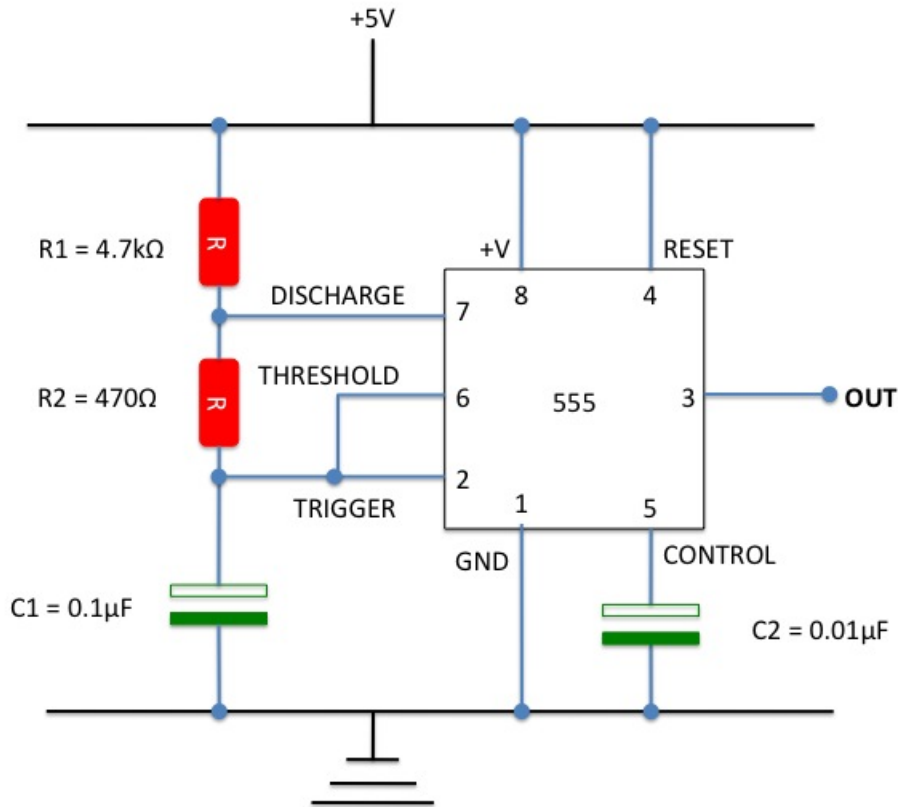 +5V
R1 = 4.7kΩ
R
+V
RESET
8
4
DISCHARGE
7
R2 = 470Ω
R
THRESHOLD
6
555
3
OUT
2
TRIGGER
1
5
GND
CONTROL
C1 = 0.1μF
C2 = 0.01μF